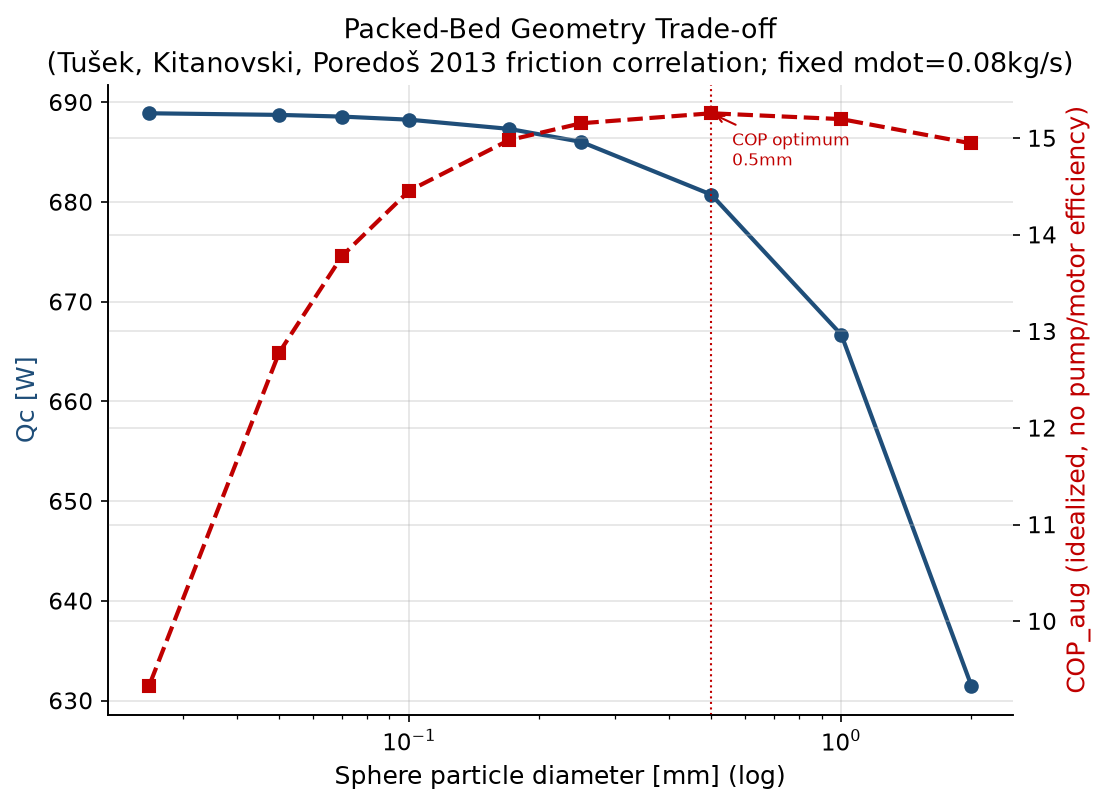 Packed-Bed Geometry Trade-off
(Tušek, Kitanovski, Poredoš 2013 friction correlation; fixed mdot=0.08kg/s)
Qc [W]
690
680
670
660
650
640
630
COP optimum
0.5mm
15
14
13
12
11
10
COP_aug (idealized, no pump/motor efficiency)
10⁻¹
10⁰
Sphere particle diameter [mm] (log)